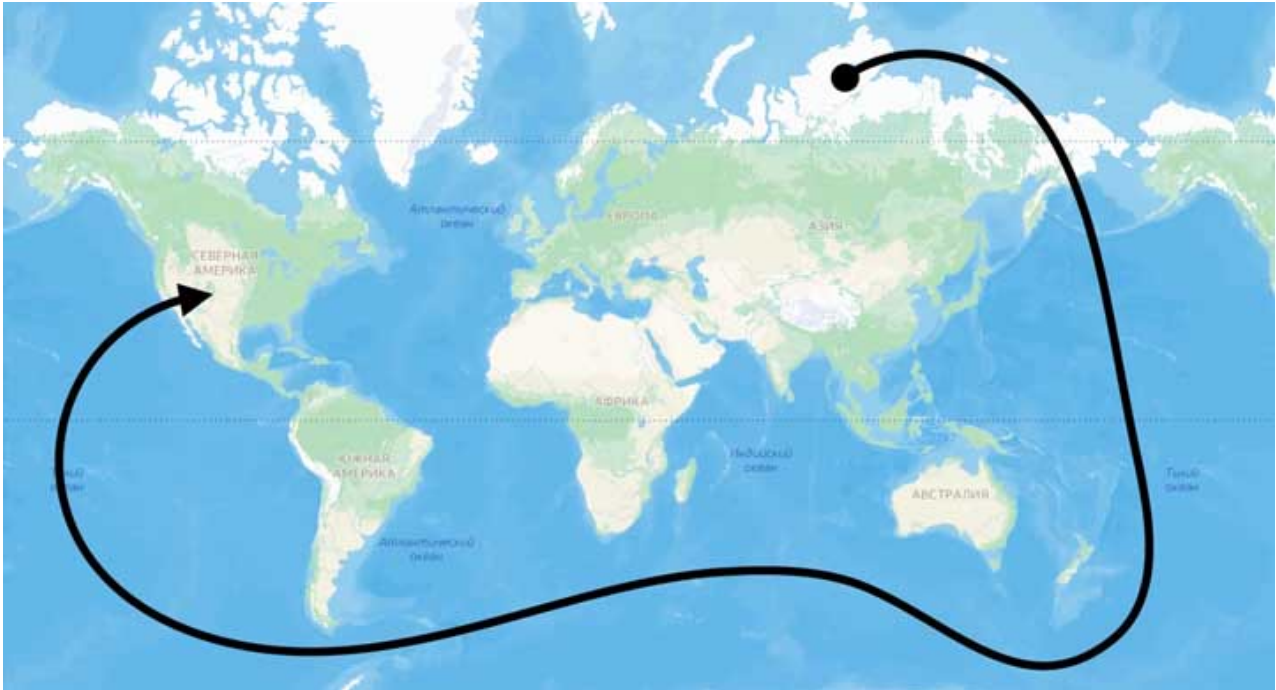 Атлантический
океан
ЕВРОПА
АЗИЯ
СЕВЕРНАЯ
АМЕРИКА
АФРИКА
Индийский
океан
Тихий
океан
ЮЖНАЯ
АМЕРИКА
АВСТРАЛИЯ
Тихий
океан
Атлантический
океан